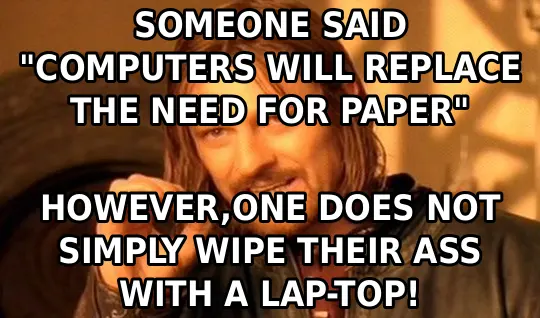 SOMEONE SAID
"COMPUTERS WILL REPLACE
THE NEED FOR PAPER"
HOWEVER,ONE DOES NOT
SIMPLY WIPE THEIR ASS
WITH A LAP-TOP!